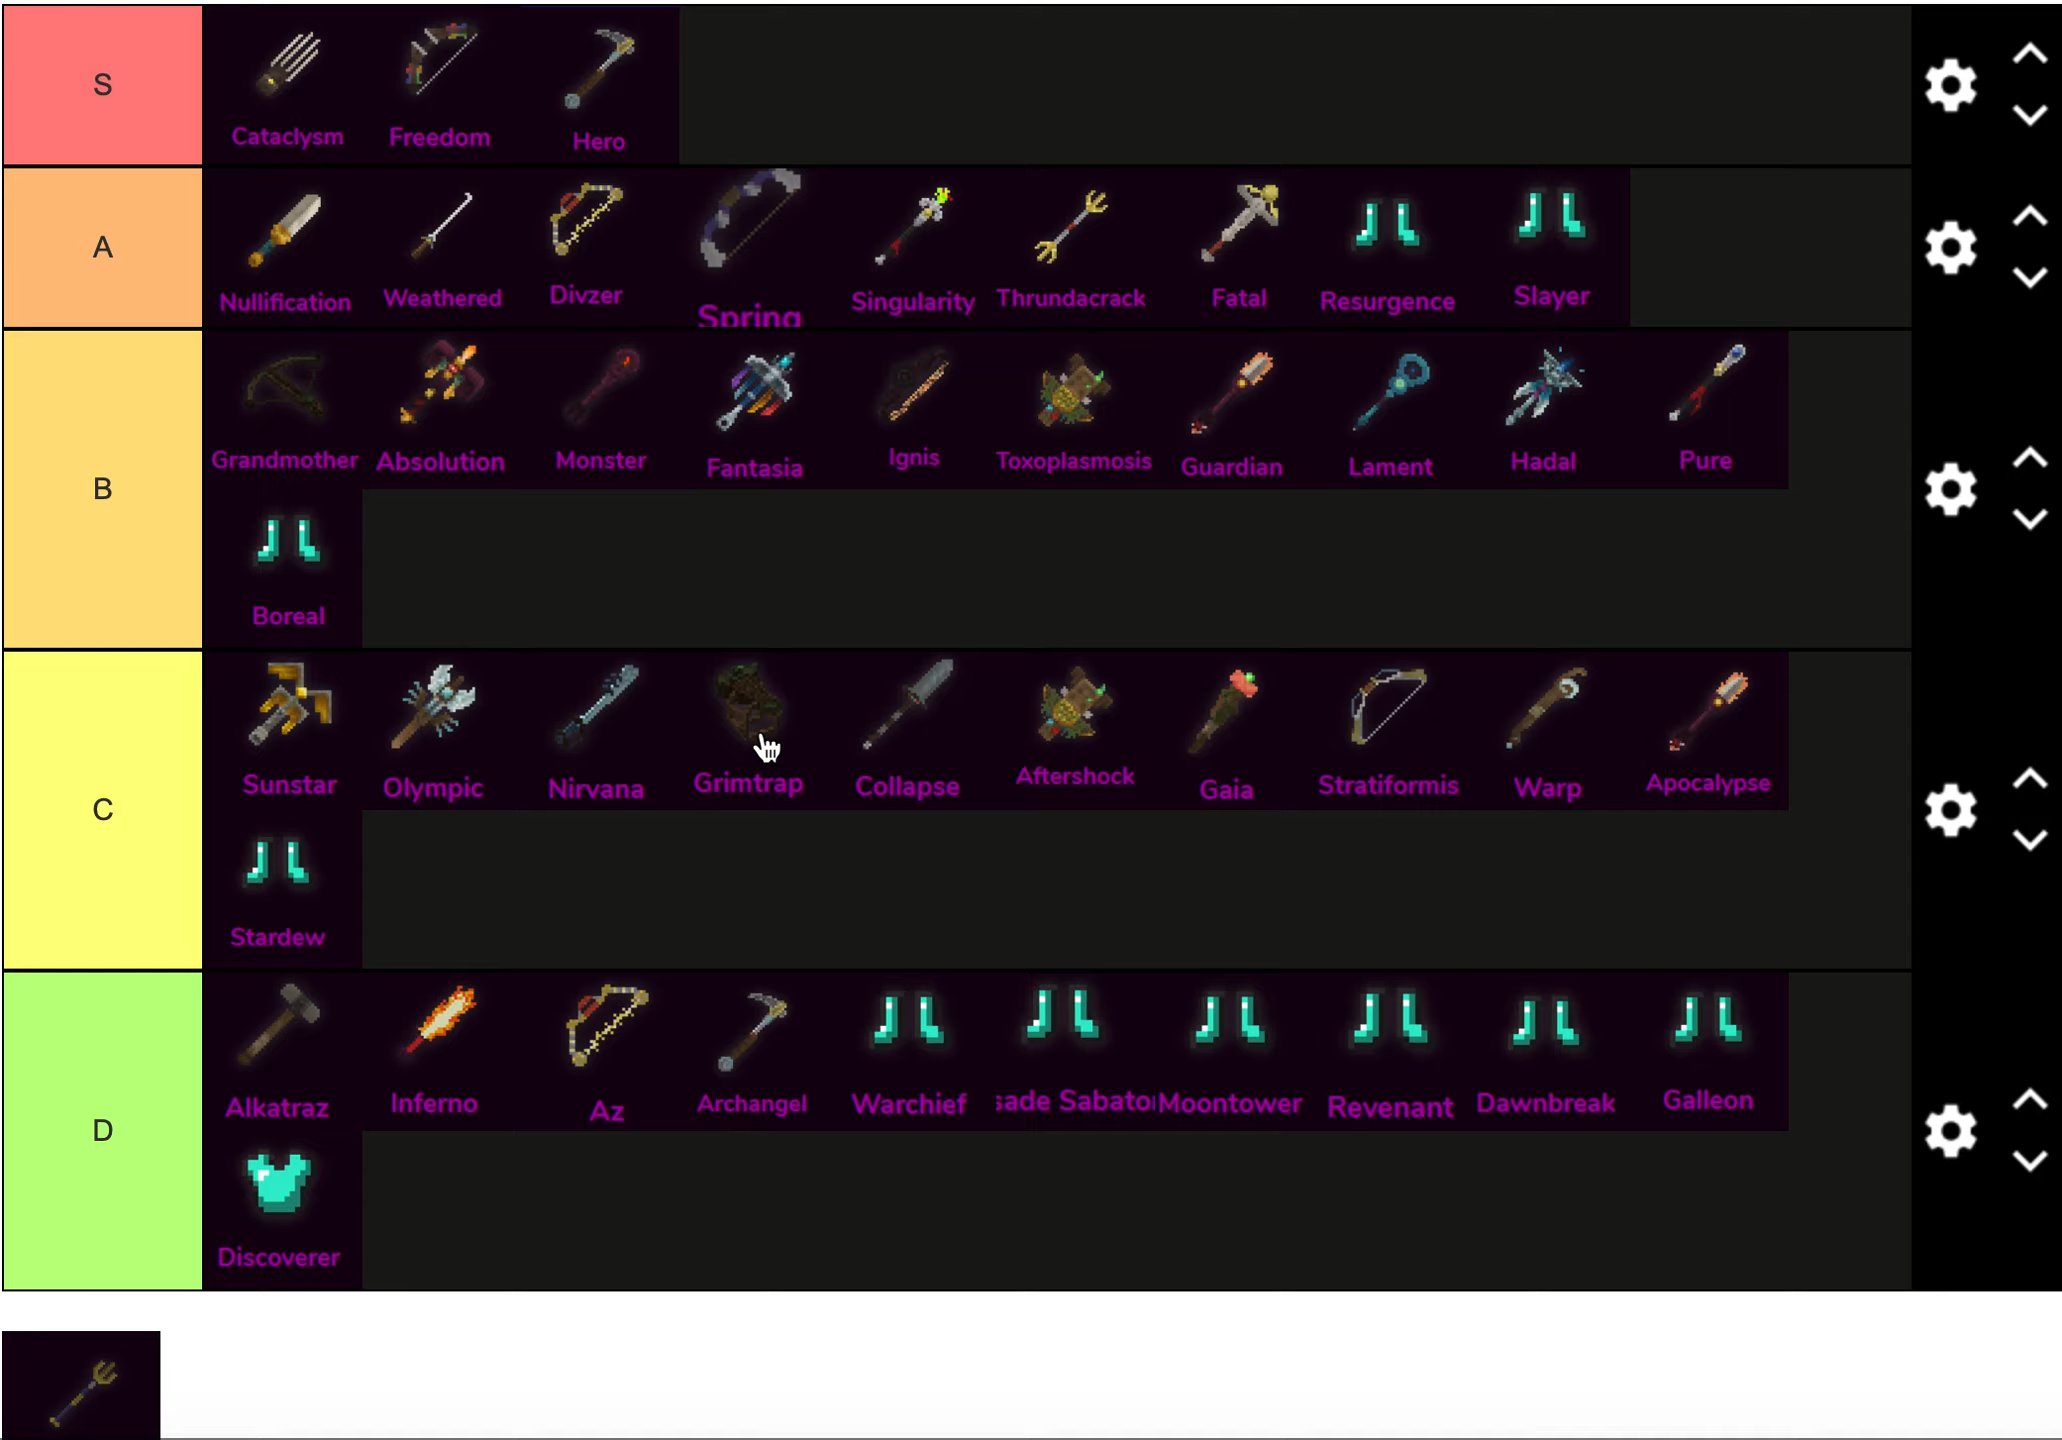 S
Cataclysm Freedom Hero
A
Nullification Weathered Divzer Spring Singularity Thrundacrack Fatal Resurgence Slayer
B
Grandmother Absolution Monster Fantasia Ignis Toxoplasmosis Guardian Lament Hadal Pure
Boreal
C
Sunstar Olympic Nirvana Grimtrap Collapse Aftershock Gaia Stratiformis Warp Apocalypse
Stardew
D
Alkatraz Inferno Az Archangel Warchief sade Sabato Moontower Revenant Dawnbreak Galleon
Discoverer